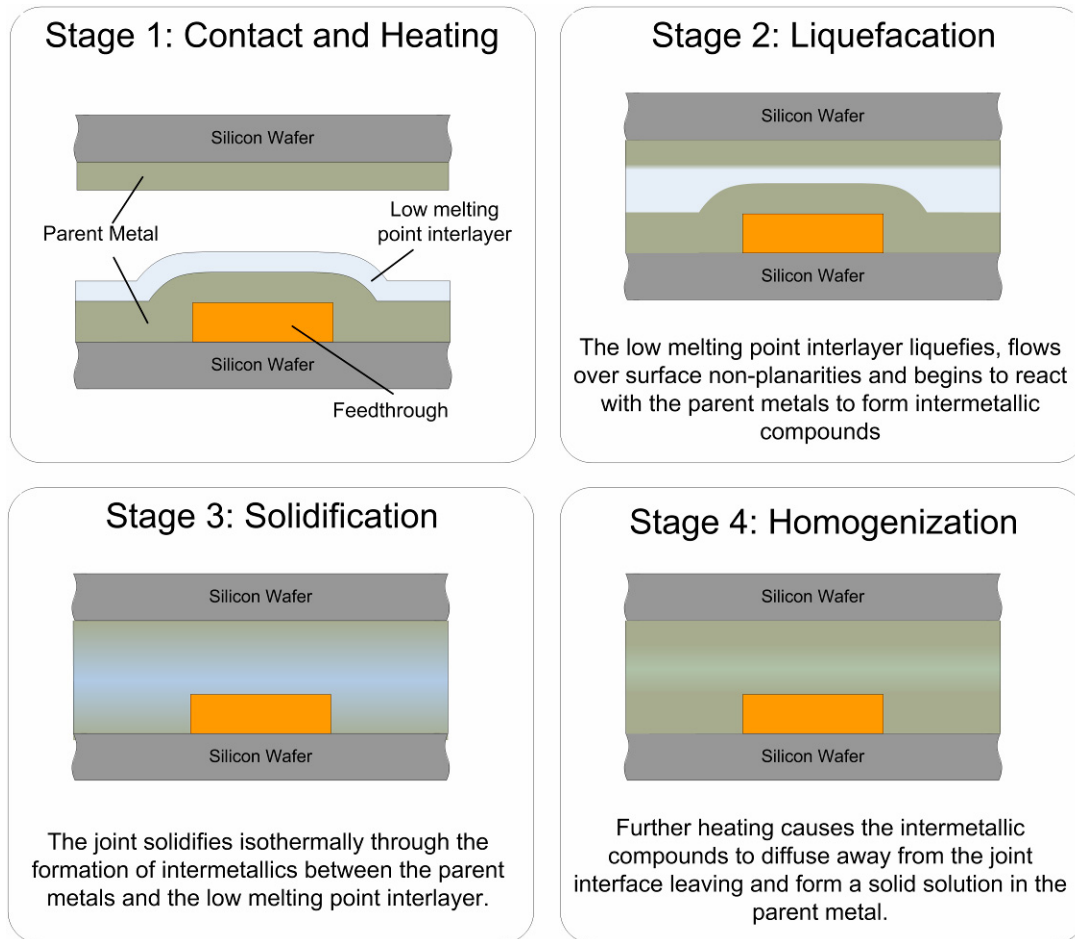 Stage 1: Contact and Heating
Silicon Wafer
Parent Metal
Low melting
point interlayer
Silicon Wafer
Feedthrough
Stage 2: Liquefacation
Silicon Wafer
Silicon Wafer
The low melting point interlayer liquefies, flows
over surface non-planarities and begins to react
with the parent metals to form intermetallic
compounds
Stage 3: Solidification
Silicon Wafer
Silicon Wafer
The joint solidifies isothermally through the
formation of intermetallics between the parent
metals and the low melting point interlayer.
Stage 4: Homogenization
Silicon Wafer
Silicon Wafer
Further heating causes the intermetallic
compounds to diffuse away from the joint
interface leaving and form a solid solution in the
parent metal.